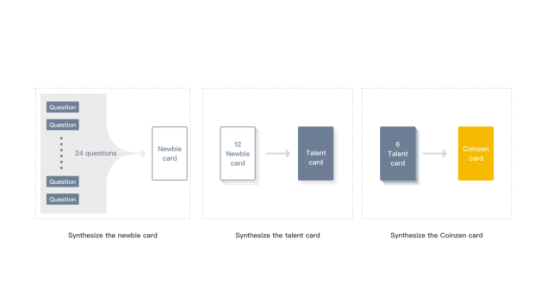 Question
Question
24 questions
Question
Question
Newbie
card
Synthesize the newbie card
12
Newbie
card
Talent
card
Synthesize the talent card
6
Talent
card
Coinzen
card
Synthesize the Coinzen card